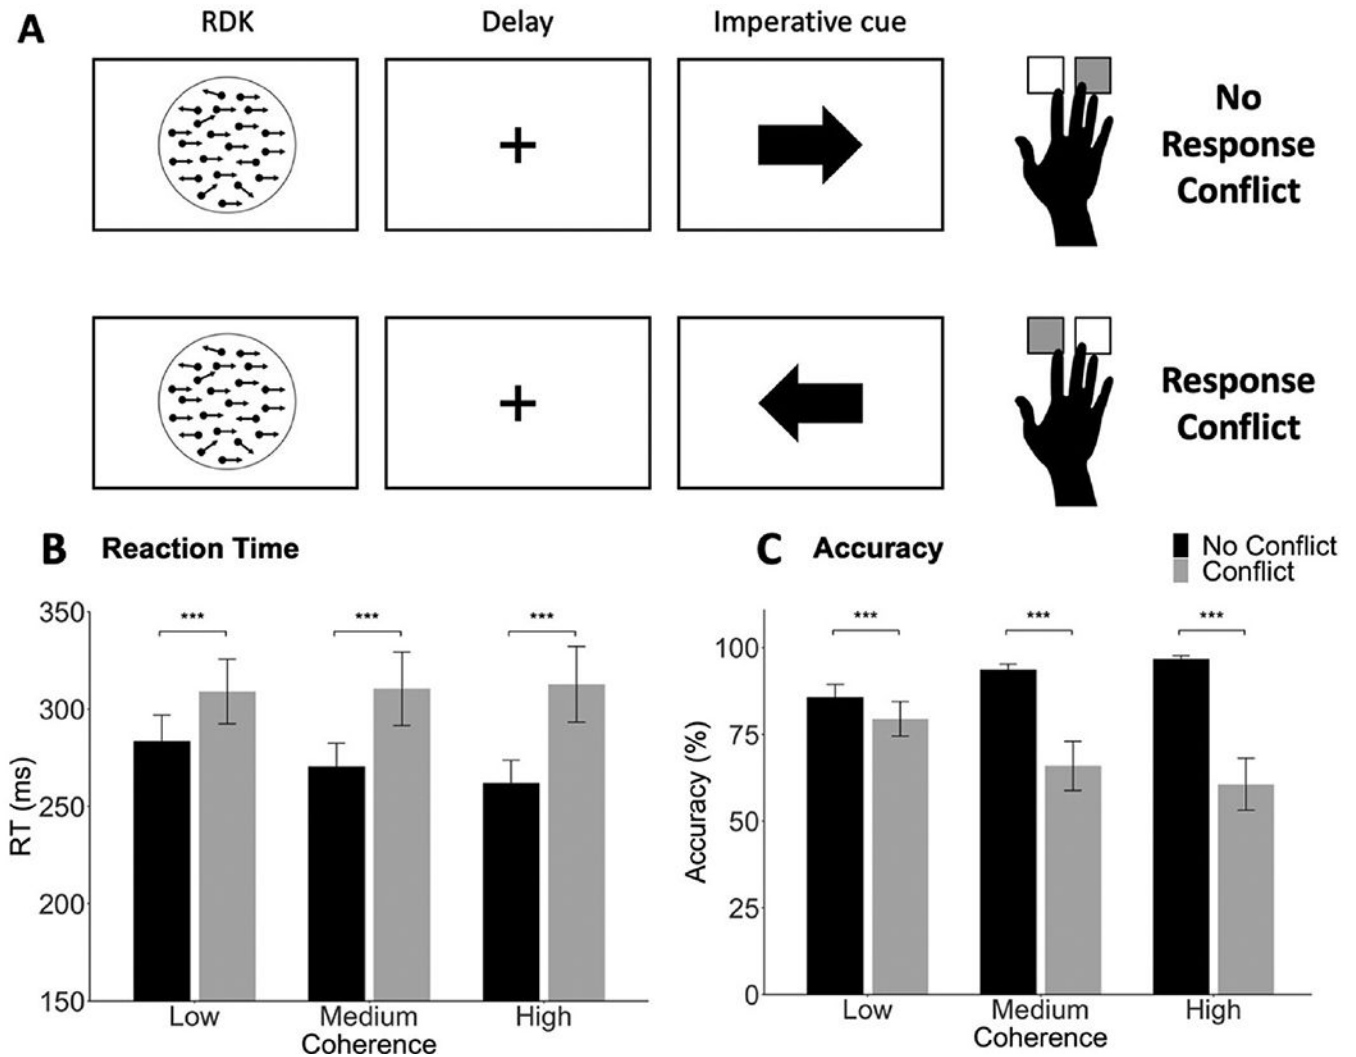 A
RDK
Delay
Imperative cue
No
Response
Conflict
Response
Conflict
B Reaction Time
350
300
250
200
150
RT (ms)
***
***
***
Low
Medium
High
Coherence
C Accuracy
No Conflict
Conflict
100
75
50
25
0
Accuracy (%)
***
***
***
Low
Medium
High
Coherence